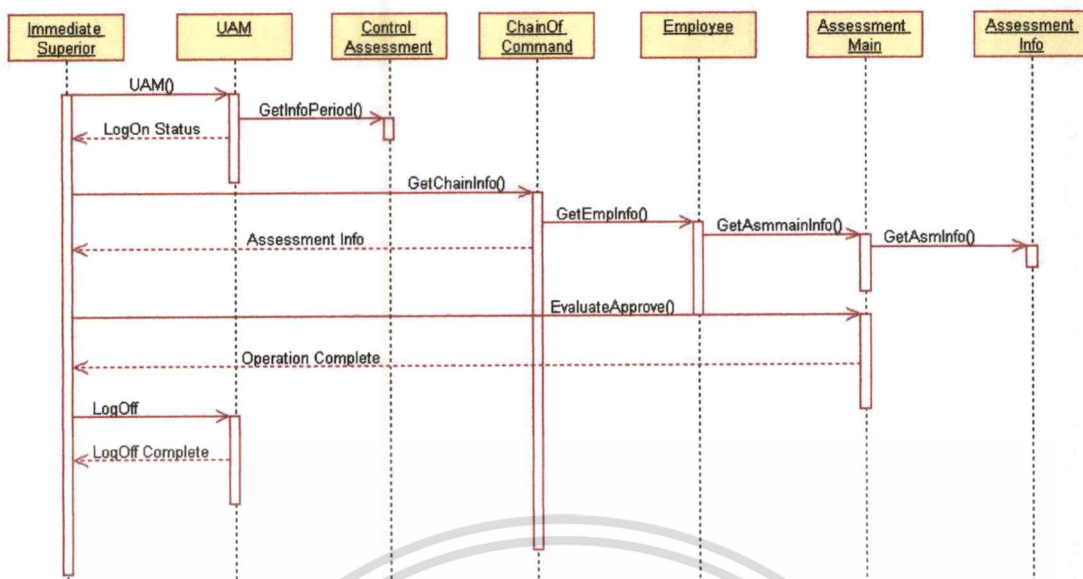 Immediate
Superior
UAM
Control
Assessment
ChainOf
Command
Employee
Assessment
Main
Assessment
Info
UAM()
GetInfoPeriod()
LogOn Status
GetChainInfo()
GetEmpInfo()
GetAsmmainInfo()
Assessment Info
GetAsmInfo()
EvaluateApprove()
Operation Complete
LogOff
LogOff Complete